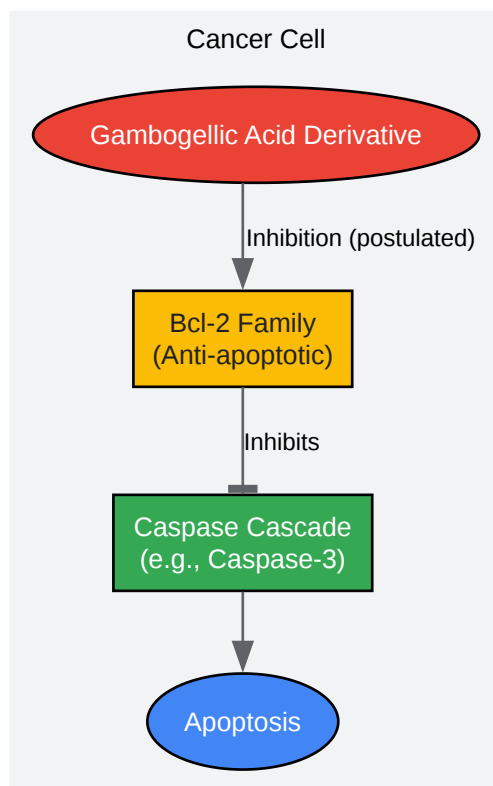 Cancer Cell
Gambogellic Acid Derivative
Inhibition (postulated)
Bcl-2 Family
(Anti-apoptotic)
Inhibits
Caspase Cascade
(e.g., Caspase-3)
Apoptosis